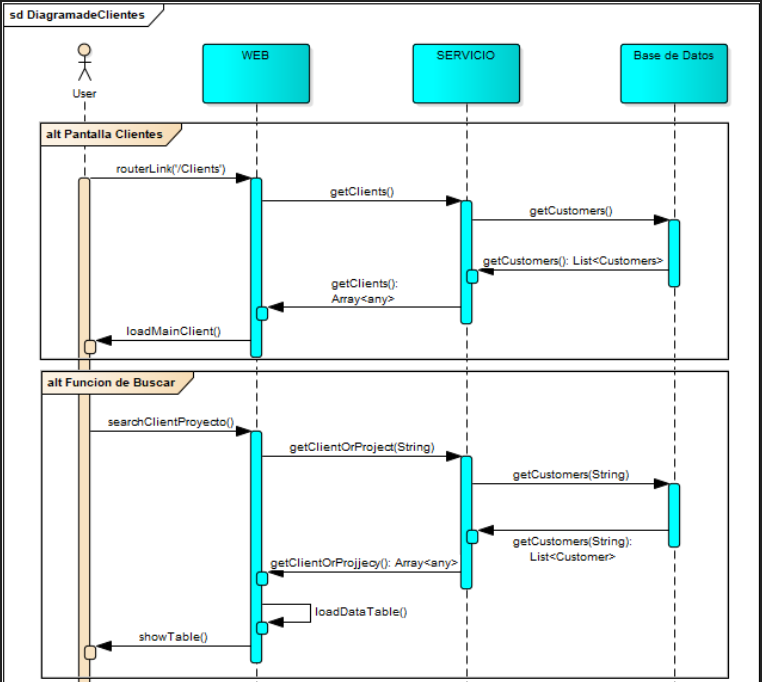 sd DiagramadeClientes
User
WEB
SERVICIO
Base de Datos
alt Pantalla Clientes
routerLink('/Clients')
getClients()
getCustomers()
getCustomers(): List<Customers>
getClients():
Array<any>
loadMainClient()
alt Funcion de Buscar
searchClientProyecto()
getClientOrProject(String)
getCustomers(String)
getCustomers(String):
List<Customer>
getClientOrProjjecy(): Array<any>
loadDataTable()
showTable()